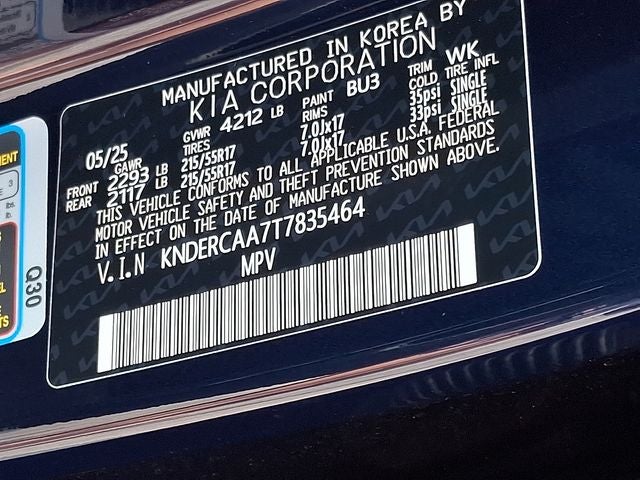 MANUFACTURED IN KOREA BY
KIA CORPORATION
05/25 GVWR 4212 LB PAINT BU3 TRIM WK
GAWR TIRES RIMS COLD TIRE INFL
FRONT 2293 LB 215/55R17 7.0Jx17 35psi SINGLE
REAR 2117 LB 215/55R17 7.0Jx17 33psi SINGLE
THIS VEHICLE CONFORMS TO ALL APPLICABLE U.S.A. FEDERAL
MOTOR VEHICLE SAFETY AND THEFT PREVENTION STANDARDS
IN EFFECT ON THE DATE OF MANUFACTURE SHOWN ABOVE.
V.I.N KNDERCAA7T7835464
MPV
Q30
3
lbs.
lb.